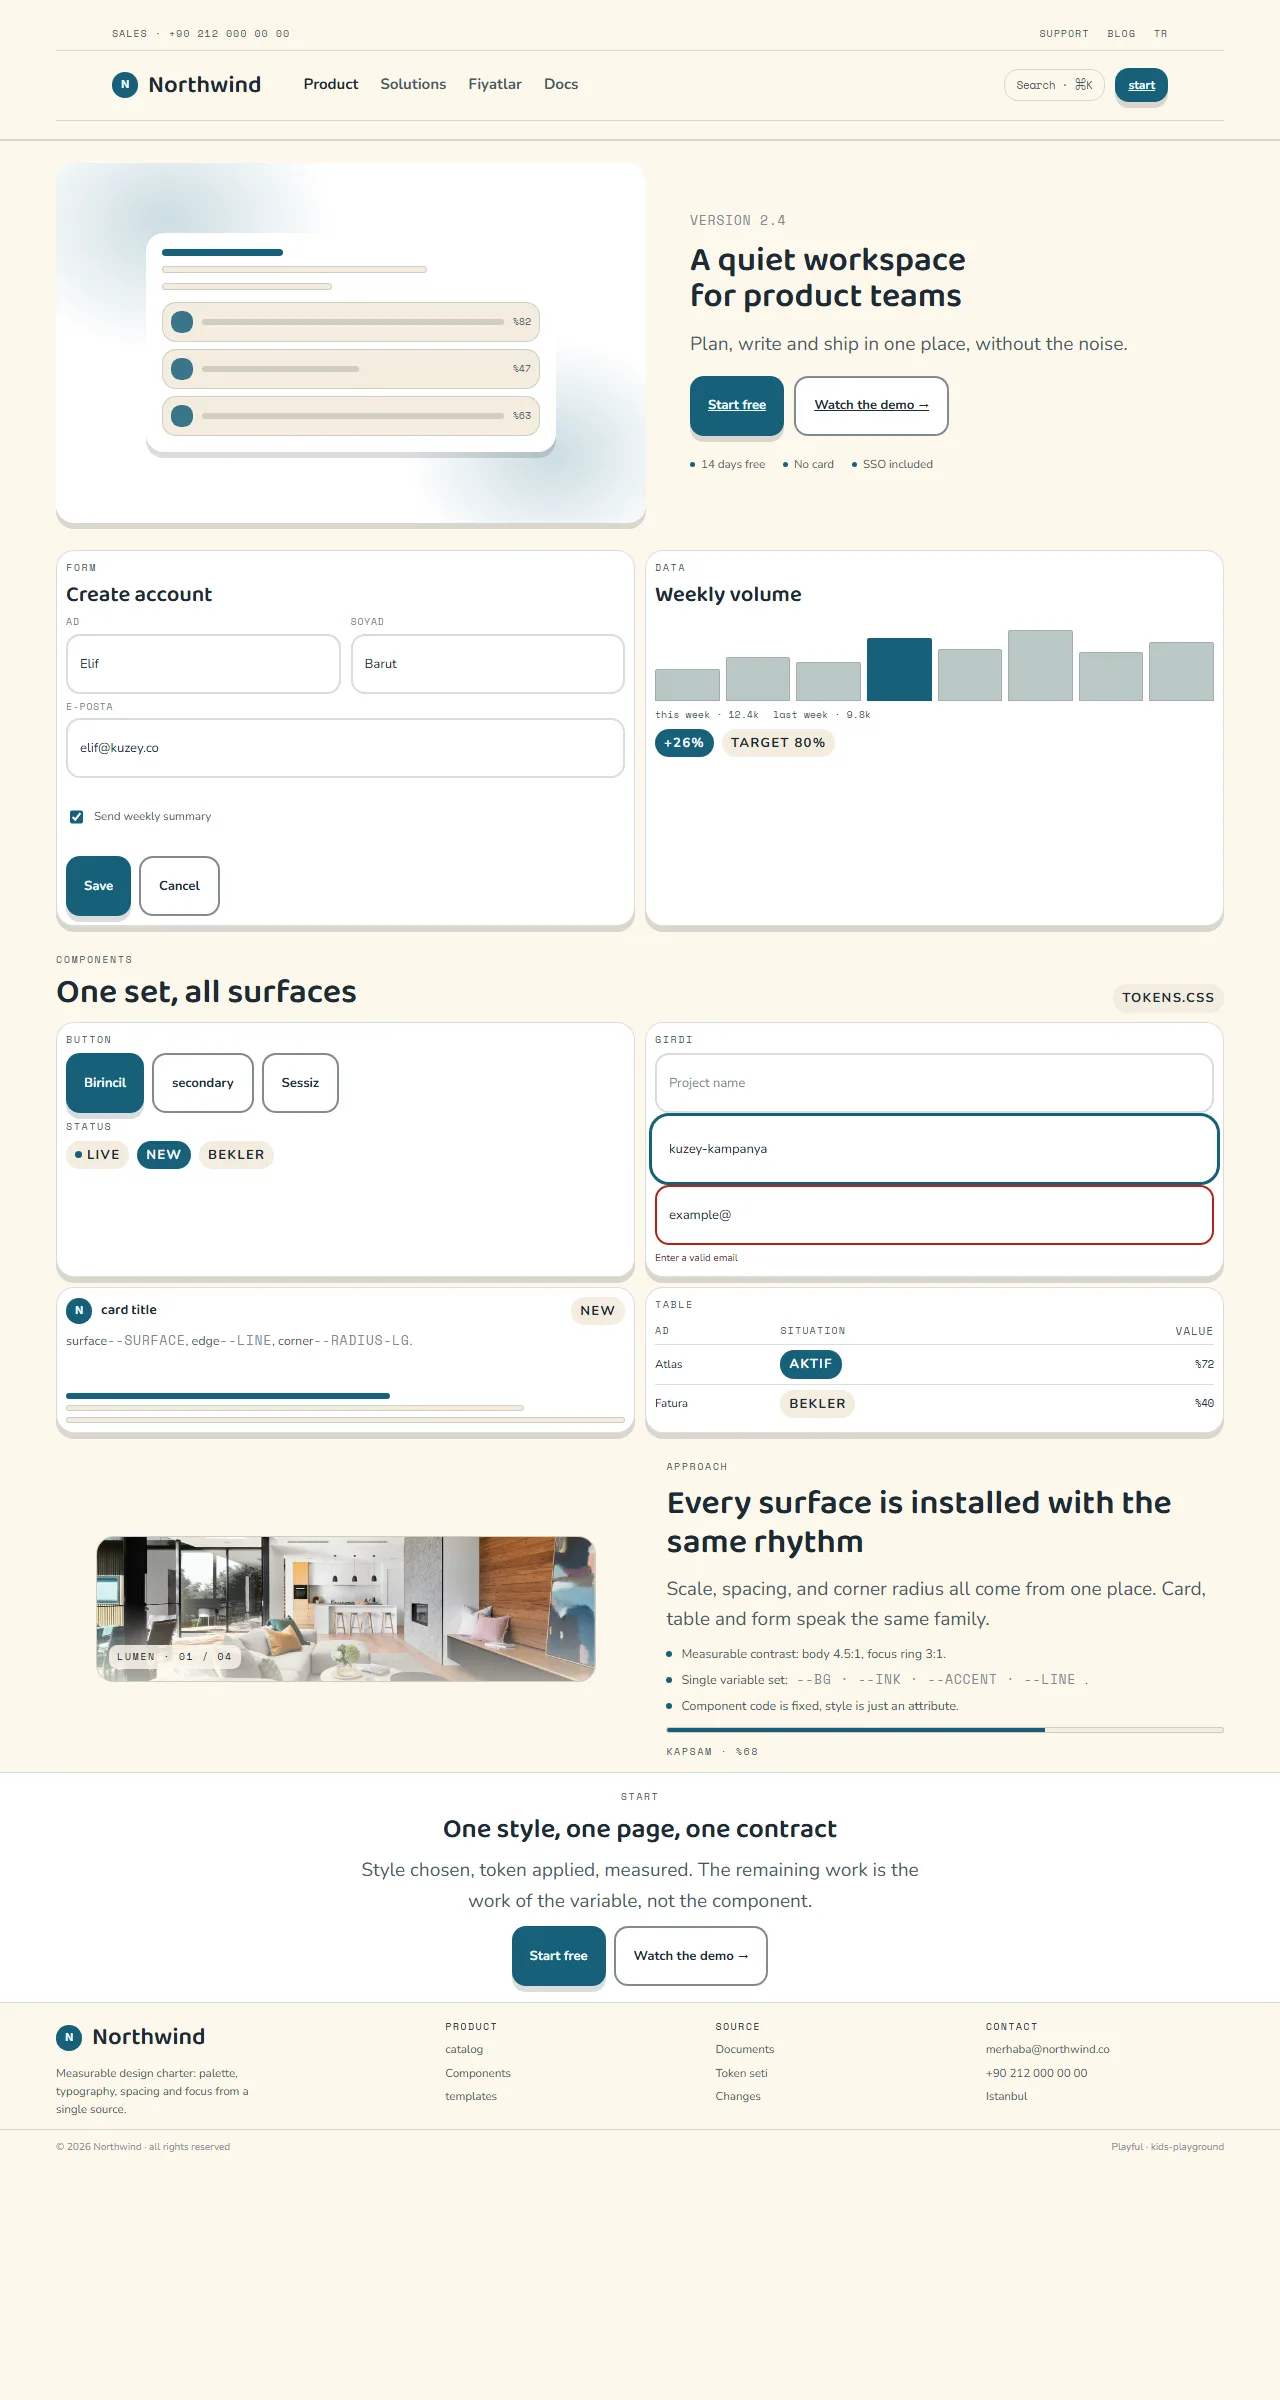 SALES · +90 212 000 00 00
SUPPORT BLOG TR
N Northwind Product Solutions Fiyatlar Docs Search · ⌘K start
VERSION 2.4
A quiet workspace
for product teams
Plan, write and ship in one place, without the noise.
Start free Watch the demo →
14 days free No card SSO included
%82
%47
%63
FORM
Create account
AD SOYAD
Elif Barut
E-POSTA
elif@kuzey.co
Send weekly summary
Save Cancel
DATA
Weekly volume
this week · 12.4k last week · 9.8k
+26% TARGET 80%
COMPONENTS
One set, all surfaces
TOKENS.CSS
BUTTON
Birincil secondary Sessiz
STATUS
LIVE NEW BEKLER
GIRDI
Project name
kuzey-kampanya
example@
Enter a valid email
N card title NEW
surface--SURFACE, edge--LINE, corner--RADIUS-LG.
TABLE
AD SITUATION VALUE
Atlas AKTIF %72
Fatura BEKLER %40
LUMEN · 01 / 04
APPROACH
Every surface is installed with the
same rhythm
Scale, spacing, and corner radius all come from one place. Card,
table and form speak the same family.
Measurable contrast: body 4.5:1, focus ring 3:1.
Single variable set: --BG · --INK · --ACCENT · --LINE .
Component code is fixed, style is just an attribute.
KAPSAM · %68
START
One style, one page, one contract
Style chosen, token applied, measured. The remaining work is the
work of the variable, not the component.
Start free Watch the demo →
N Northwind
Measurable design charter: palette,
typography, spacing and focus from a
single source.
PRODUCT
catalog
Components
templates
SOURCE
Documents
Token seti
Changes
CONTACT
merhaba@northwind.co
+90 212 000 00 00
Istanbul
© 2026 Northwind · all rights reserved
Playful · kids-playground